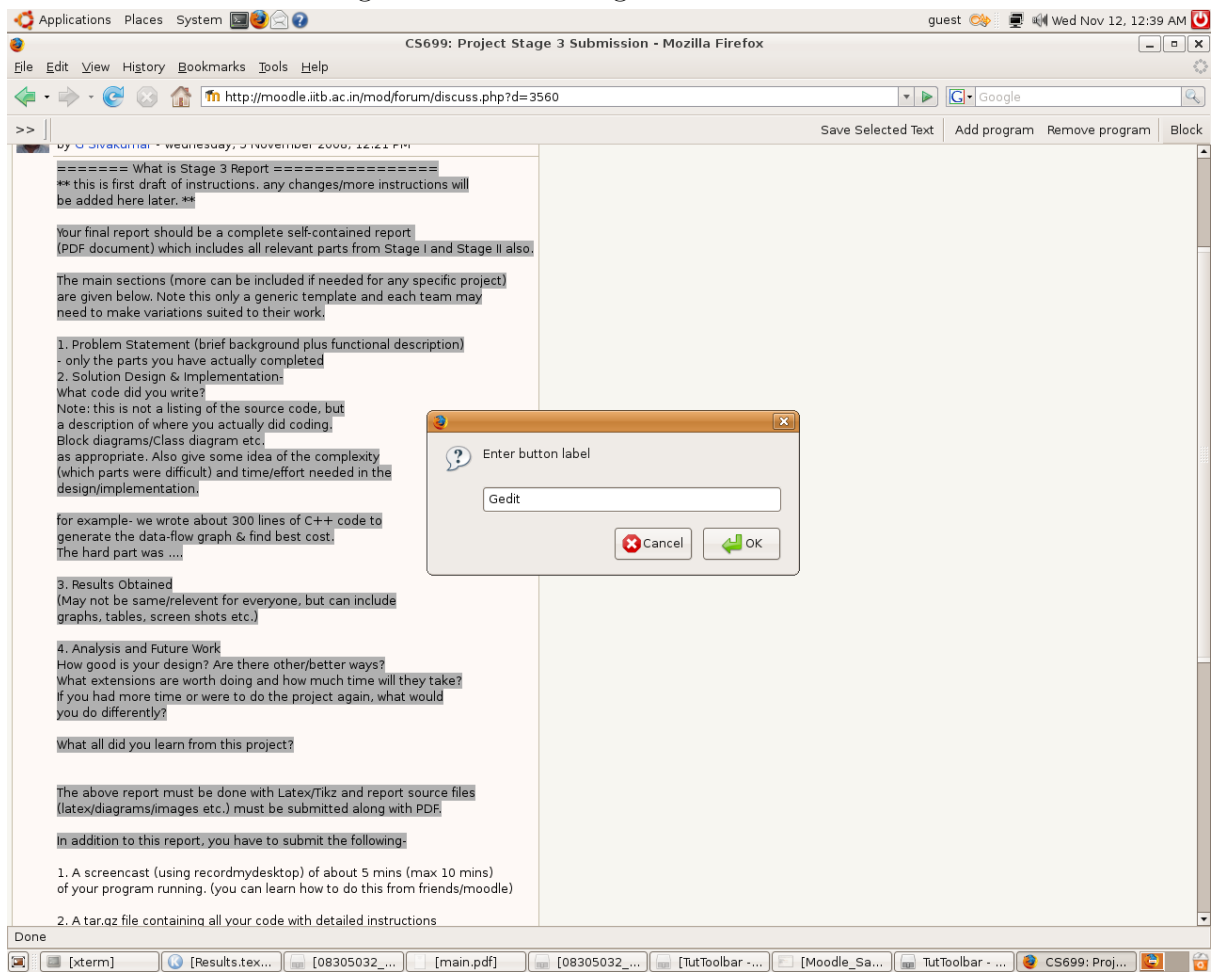 Applications Places System
guest
Wed Nov 12, 12:39 AM
CS699: Project Stage 3 Submission - Mozilla Firefox
File Edit View History Bookmarks Tools Help
http://moodle.iitb.ac.in/mod/forum/discuss.php?d=3560
G Google
>>
Save Selected Text Add program Remove program Block
by G Sivakumar - Wednesday, 5 November 2008, 12:21 PM
======= What is Stage 3 Report ================
** this is first draft of instructions. any changes/more instructions will
be added here later. **
Your final report should be a complete self-contained report
(PDF document) which includes all relevant parts from Stage I and Stage II also.
The main sections (more can be included if needed for any specific project)
are given below. Note this only a generic template and each team may
need to make variations suited to their work.
1. Problem Statement (brief background plus functional description)
- only the parts you have actually completed
2. Solution Design & Implementation-
What code did you write?
Note: this is not a listing of the source code, but
a description of where you actually did coding.
Block diagrams/Class diagram etc.
as appropriate. Also give some idea of the complexity
(which parts were difficult) and time/effort needed in the
design/implementation.
for example- we wrote about 300 lines of C++ code to
generate the data-flow graph & find best cost.
The hard part was ....
3. Results Obtained
(May not be same/relevent for everyone, but can include
graphs, tables, screen shots etc.)
4. Analysis and Future Work
How good is your design? Are there other/better ways?
What extensions are worth doing and how much time will they take?
If you had more time or were to do the project again, what would
you do differently?
What all did you learn from this project?
The above report must be done with Latex/Tikz and report source files
(latex/diagrams/images etc.) must be submitted along with PDF.
In addition to this report, you have to submit the following-
1. A screencast (using recordmydesktop) of about 5 mins (max 10 mins)
of your program running. (you can learn how to do this from friends/moodle)
2. A tar.gz file containing all your code with detailed instructions
Enter button label
Gedit
Cancel OK
Done
[xterm] [Results.tex... [08305032_... [main.pdf] [08305032_... [TutToolbar -... [Moodle_Sa... TutToolbar - ... CS699: Proj...